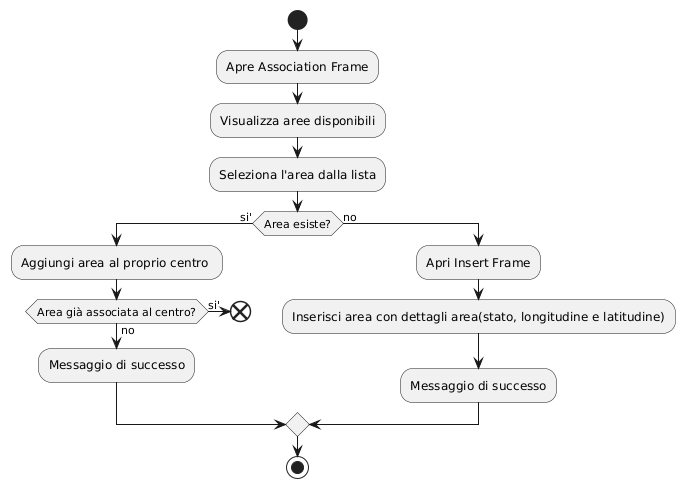 Apre Association Frame
Visualizza aree disponibili
Seleziona l'area dalla lista
si'
Area esiste?
no
Aggiungi area al proprio centro
Area già associata al centro?
si'
no
Messaggio di successo
Apri Insert Frame
Inserisci area con dettagli area(stato, longitudine e latitudine)
Messaggio di successo